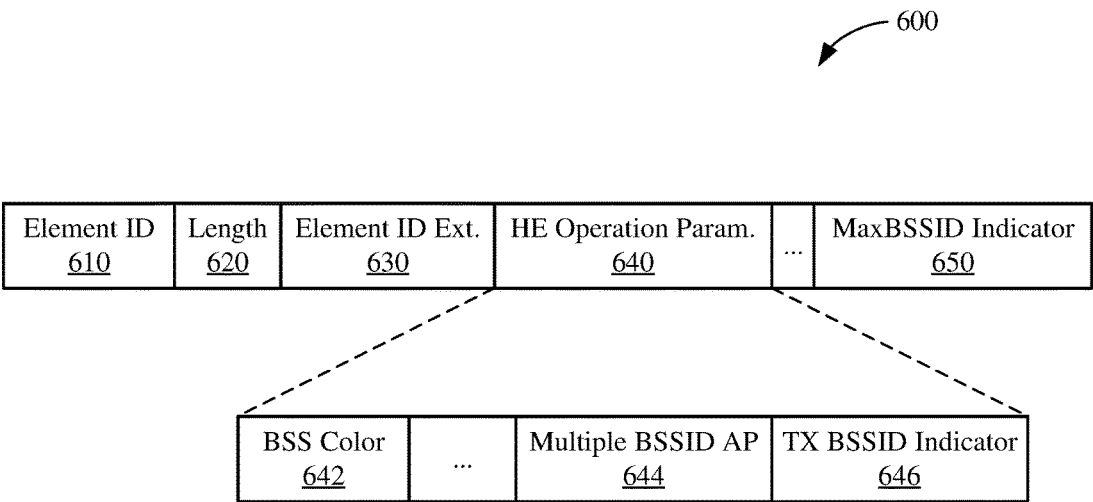 600
Element ID Length Element ID Ext. HE Operation Param. ... MaxBSSID Indicator
610 620 630 640 650
BSS Color ... Multiple BSSID AP TX BSSID Indicator
642 644 646